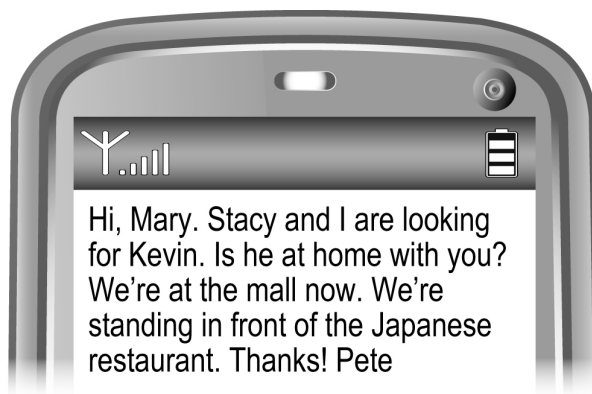 Hi, Mary. Stacy and I are looking
for Kevin. Is he at home with you?
We're at the mall now. We're
standing in front of the Japanese
restaurant. Thanks! Pete